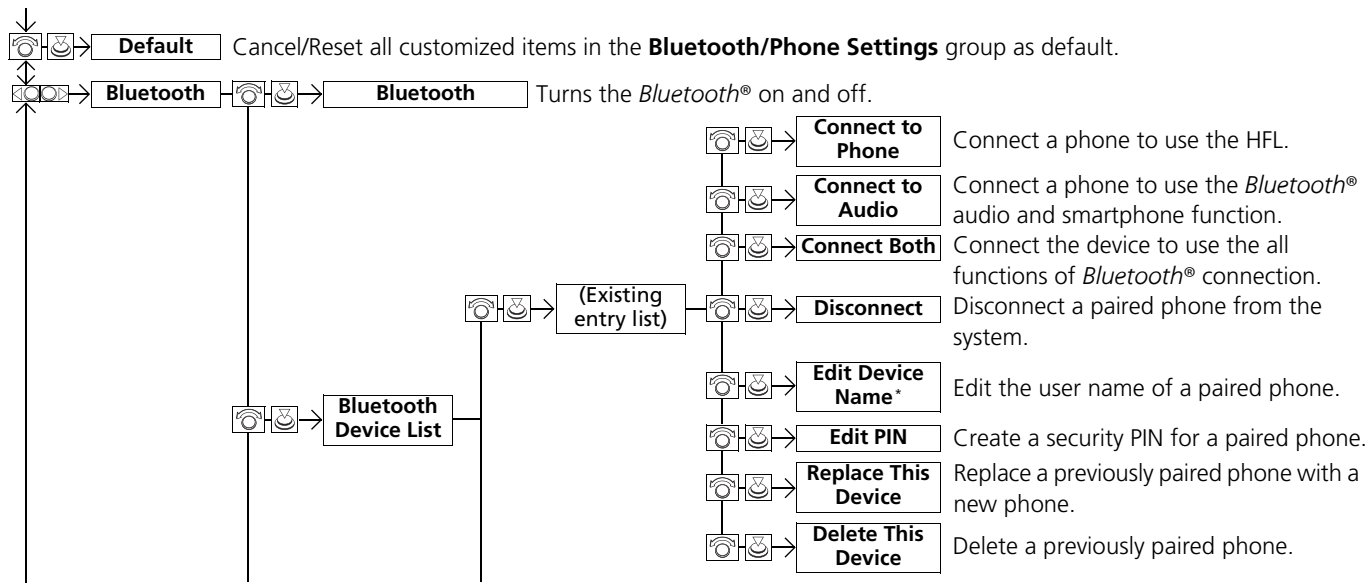 Default Cancel/Reset all customized items in the Bluetooth/Phone Settings group as default.
Bluetooth Bluetooth Turns the Bluetooth® on and off.
Connect to
Phone
Connect a phone to use the HFL.
Connect to
Audio
Connect a phone to use the Bluetooth®
audio and smartphone function.
Connect Both
Connect the device to use the all
functions of Bluetooth® connection.
(Existing
entry list)
Disconnect
Disconnect a paired phone from the
system.
Edit Device
Name*
Edit the user name of a paired phone.
Bluetooth
Device List
Edit PIN
Create a security PIN for a paired phone.
Replace This
Device
Replace a previously paired phone with a
new phone.
Delete This
Device
Delete a previously paired phone.